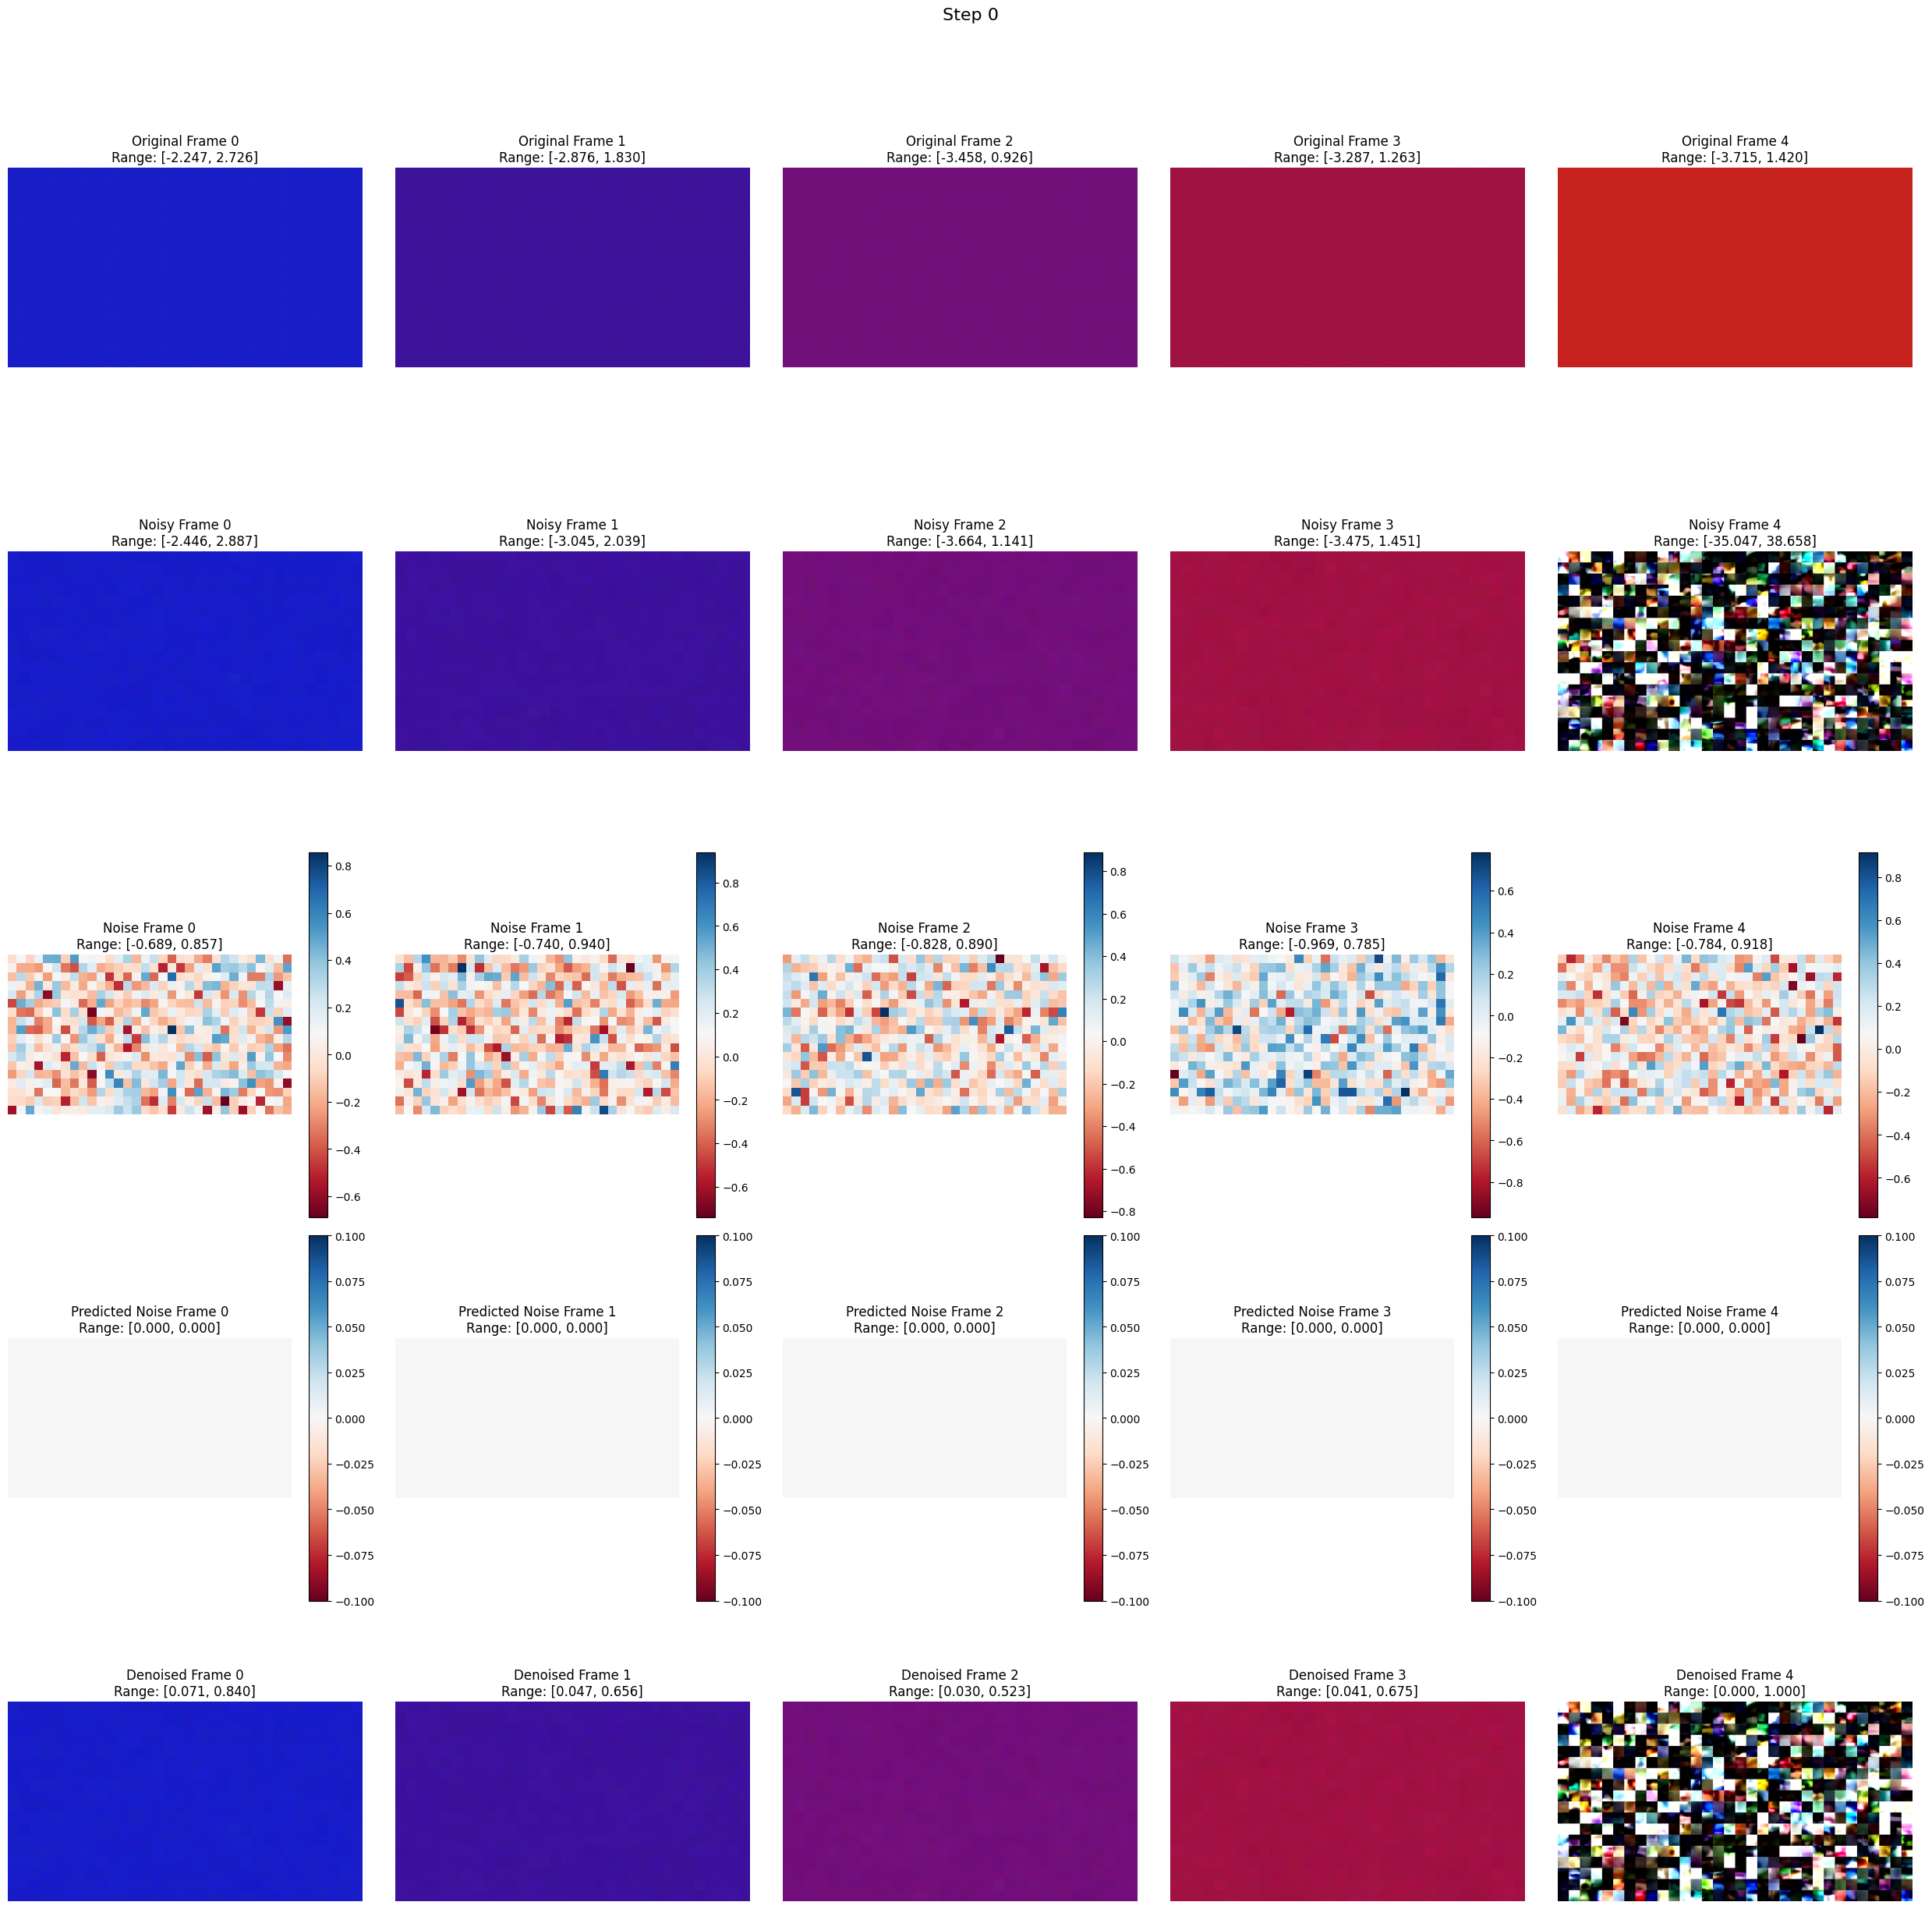 Step 0
Original Frame 0
Range: [-2.247, 2.726]
Original Frame 1
Range: [-2.876, 1.830]
Original Frame 2
Range: [-3.458, 0.926]
Original Frame 3
Range: [-3.287, 1.263]
Original Frame 4
Range: [-3.715, 1.420]
Noisy Frame 0
Range: [-2.446, 2.887]
Noisy Frame 1
Range: [-3.045, 2.039]
Noisy Frame 2
Range: [-3.664, 1.141]
Noisy Frame 3
Range: [-3.475, 1.451]
Noisy Frame 4
Range: [-35.047, 38.658]
Noise Frame 0
Range: [-0.689, 0.857]
0.8
0.6
0.4
0.2
0.0
−0.2
−0.4
−0.6
Noise Frame 1
Range: [-0.740, 0.940]
0.8
0.6
0.4
0.2
0.0
−0.2
−0.4
−0.6
Noise Frame 2
Range: [-0.828, 0.890]
0.8
0.6
0.4
0.2
0.0
−0.2
−0.4
−0.6
−0.8
Noise Frame 3
Range: [-0.969, 0.785]
0.6
0.4
0.2
0.0
−0.2
−0.4
−0.6
−0.8
Noise Frame 4
Range: [-0.784, 0.918]
0.8
0.6
0.4
0.2
0.0
−0.2
−0.4
−0.6
Predicted Noise Frame 0
Range: [0.000, 0.000]
0.100
0.075
0.050
0.025
0.000
−0.025
−0.050
−0.075
−0.100
Predicted Noise Frame 1
Range: [0.000, 0.000]
0.100
0.075
0.050
0.025
0.000
−0.025
−0.050
−0.075
−0.100
Predicted Noise Frame 2
Range: [0.000, 0.000]
0.100
0.075
0.050
0.025
0.000
−0.025
−0.050
−0.075
−0.100
Predicted Noise Frame 3
Range: [0.000, 0.000]
0.100
0.075
0.050
0.025
0.000
−0.025
−0.050
−0.075
−0.100
Predicted Noise Frame 4
Range: [0.000, 0.000]
0.100
0.075
0.050
0.025
0.000
−0.025
−0.050
−0.075
−0.100
Denoised Frame 0
Range: [0.071, 0.840]
Denoised Frame 1
Range: [0.047, 0.656]
Denoised Frame 2
Range: [0.030, 0.523]
Denoised Frame 3
Range: [0.041, 0.675]
Denoised Frame 4
Range: [0.000, 1.000]